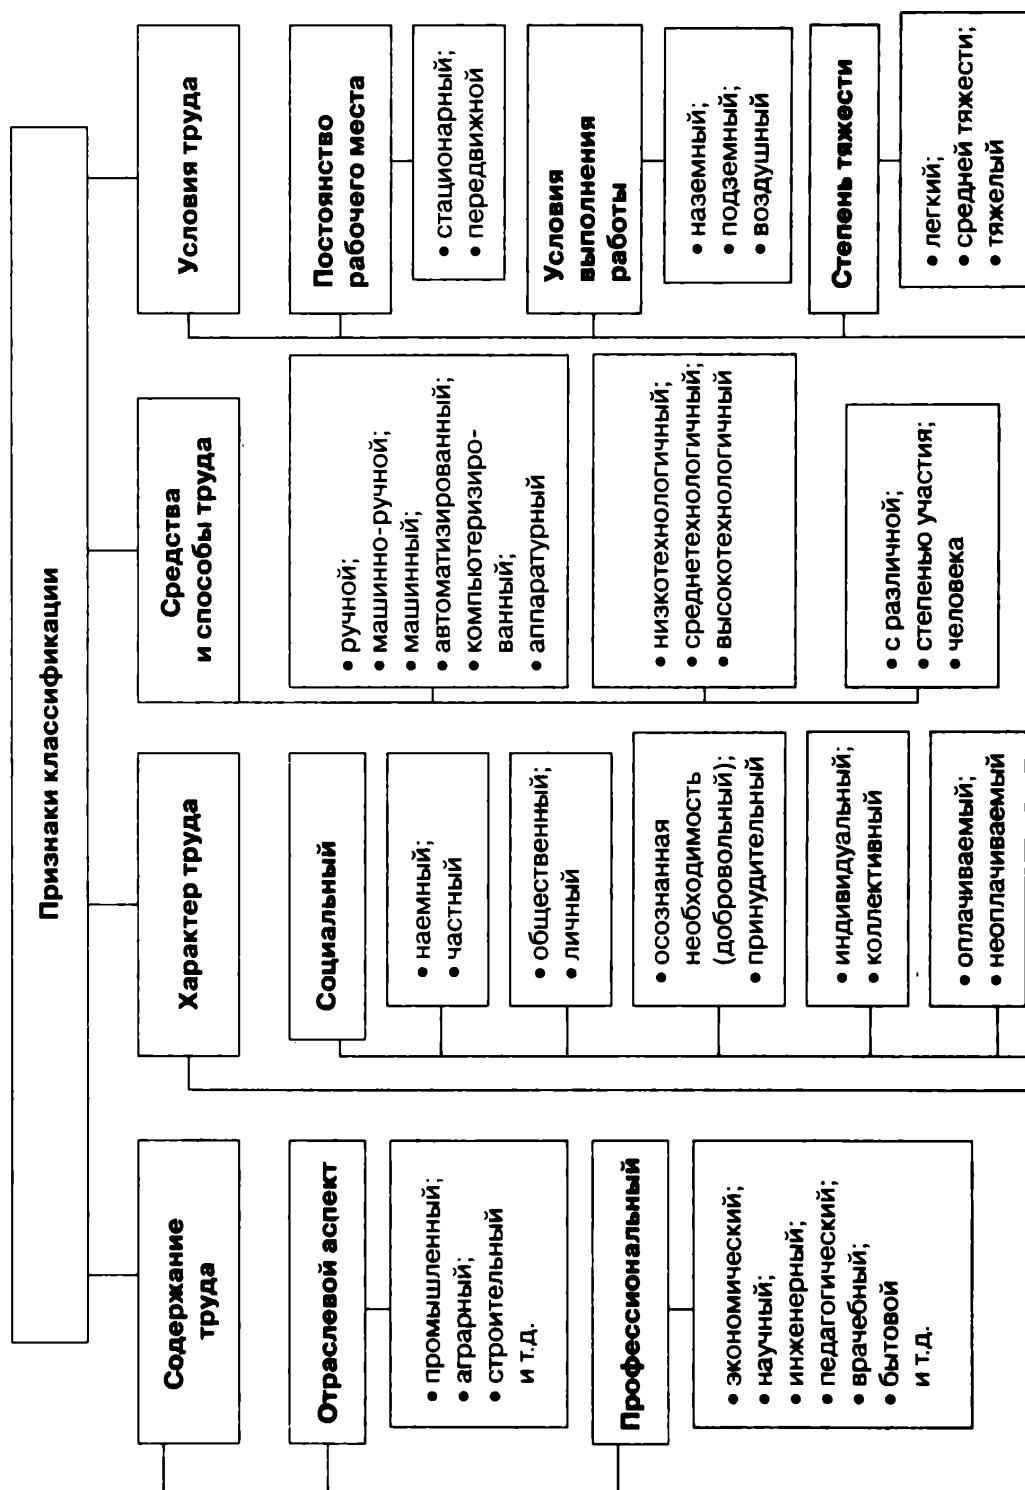 Признаки классификации
Содержание
труда
Отраслевой аспект
• промышленный;
• аграрный;
• строительный
и т.д.
Профессиональный
• экономический;
• научный;
• инженерный;
• педагогический;
• врачебный;
• бытовой
и т.д.
Характер труда
Социальный
• наемный;
• частный
• общественный;
• личный
• осознанная
необходимость
(добровольный);
• принудительный
• индивидуальный;
• коллективный
• оплачиваемый;
• неоплачиваемый
Средства
и способы труда
• ручной;
• машинно-ручной;
• машинный;
• автоматизированный;
• компьютеризиро-
ванный;
• аппаратурный
• низкотехнологичный;
• среднетехнологичный;
• высокотехнологичный
• с различной;
• степенью участия;
• человека
Условия труда
Постоянство
рабочего места
• стационарный;
• передвижной
Условия
выполнения
работы
• наземный;
• подземный;
• воздушный
Степень тяжести
• легкий;
• средней тяжести;
• тяжелый